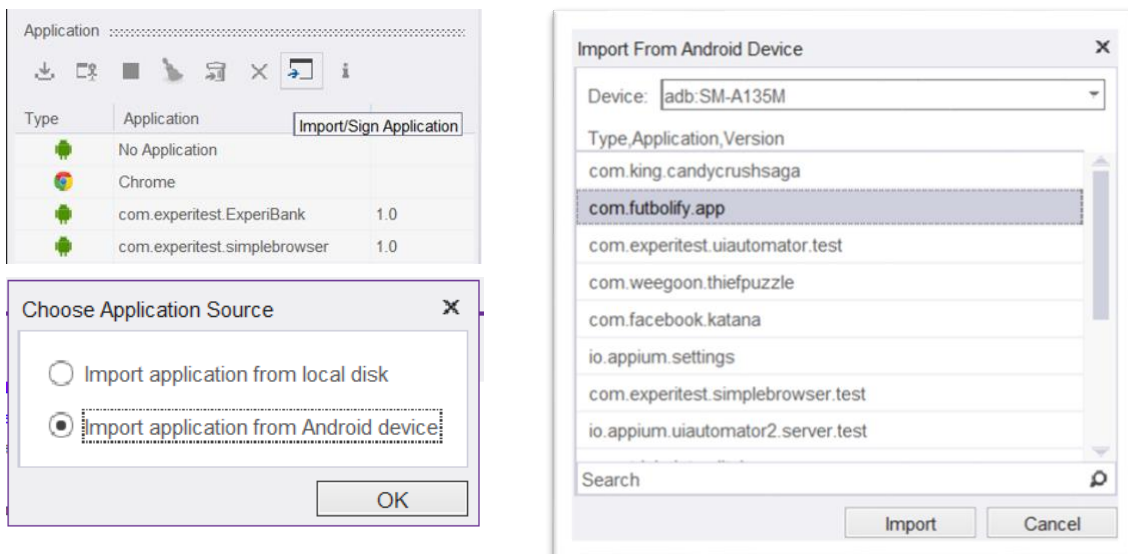 Application
Type Application
Import/Sign Application
No Application
Chrome
com.experitest.ExperiBank 1.0
com.experitest.simplebrowser 1.0
Choose Application Source
Import application from local disk
Import application from Android device
OK
Import From Android Device
Device: adb:SM-A135M
Type,Application,Version
com.king.candycrushsaga
com.futbolify.app
com.experitest.uiautomator.test
com.weegoon.thiefpuzzle
com.facebook.katana
io.appium.settings
com.experitest.simplebrowser.test
io.appium.uiautomator2.server.test
Search
Import Cancel